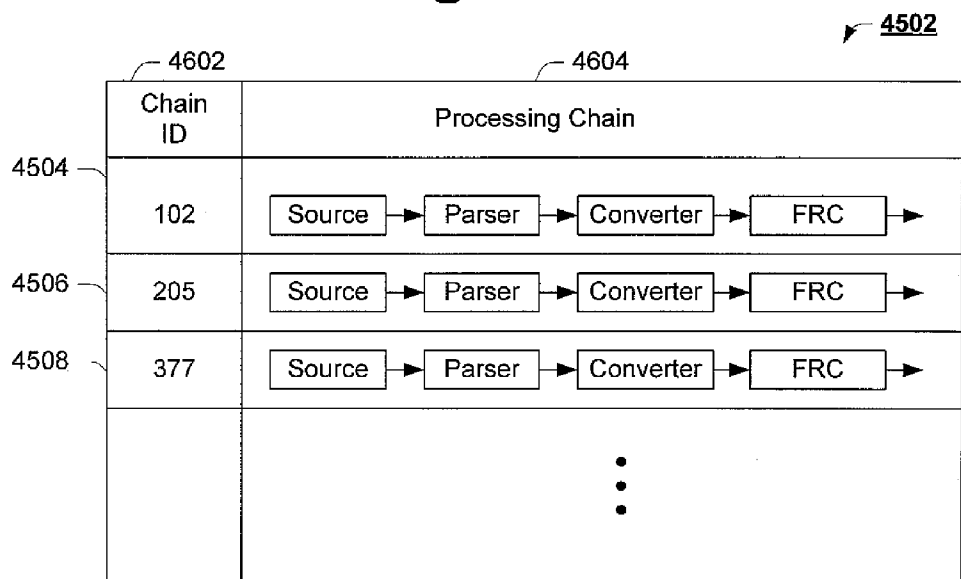 4502
4602
4604
Chain
ID
Processing Chain
4504
102
Source
Parser
Converter
FRC
4506
205
Source
Parser
Converter
FRC
4508
377
Source
Parser
Converter
FRC